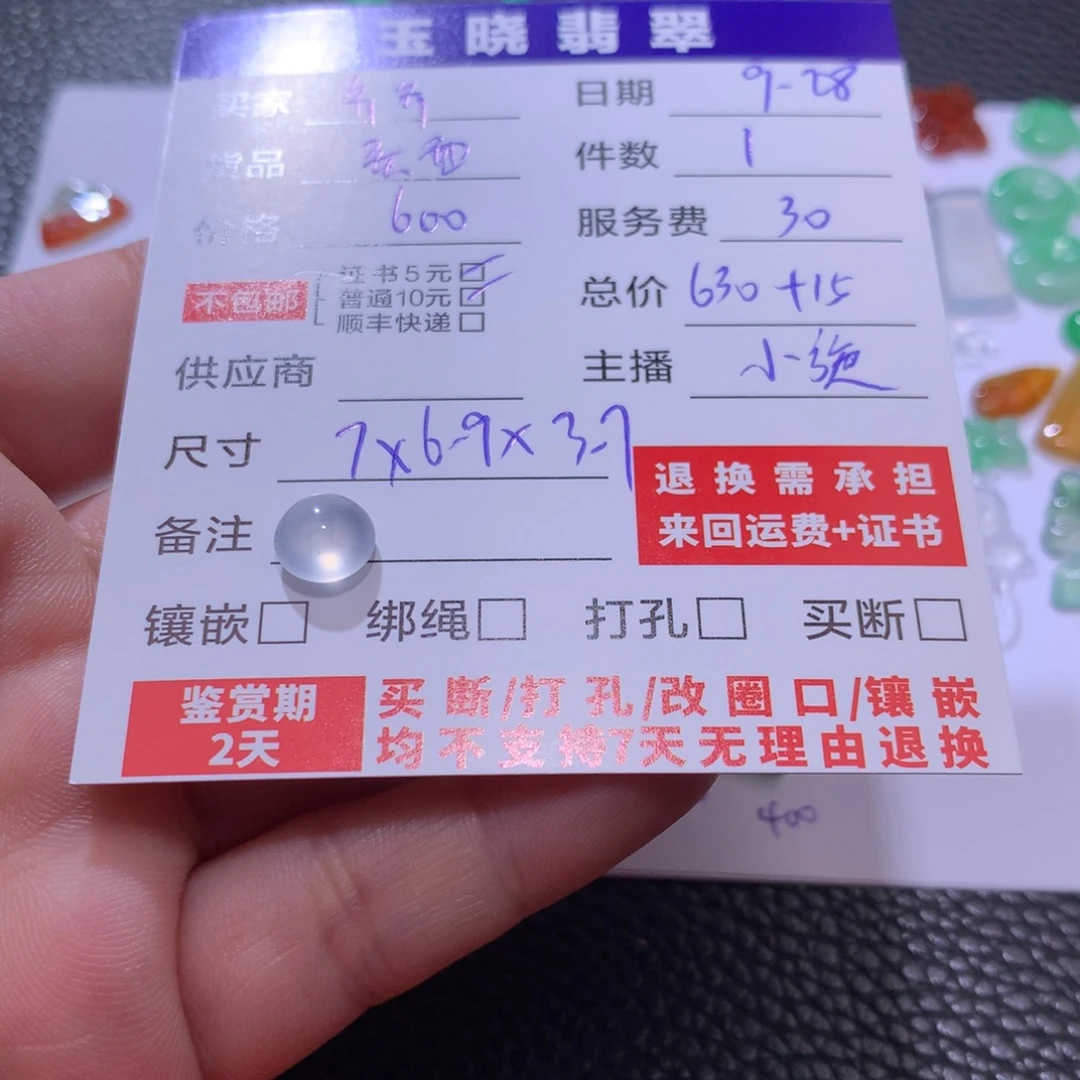 玉晓翡翠
买家 日期 9-28
货品 蛋面 件数 1
价格 600 服务费 30
不包邮 证书5元☑
普通10元☑
顺丰快递☐
总价 630+15
供应商 主播 小
尺寸 7x6.9x3.7
退换需承担
来回运费+证书
备注
镶嵌☐ 绑绳☐ 打孔☐ 买断☐
鉴赏期
2天
买断/打孔/改圈口/镶嵌
均不支持7天无理由退换
400